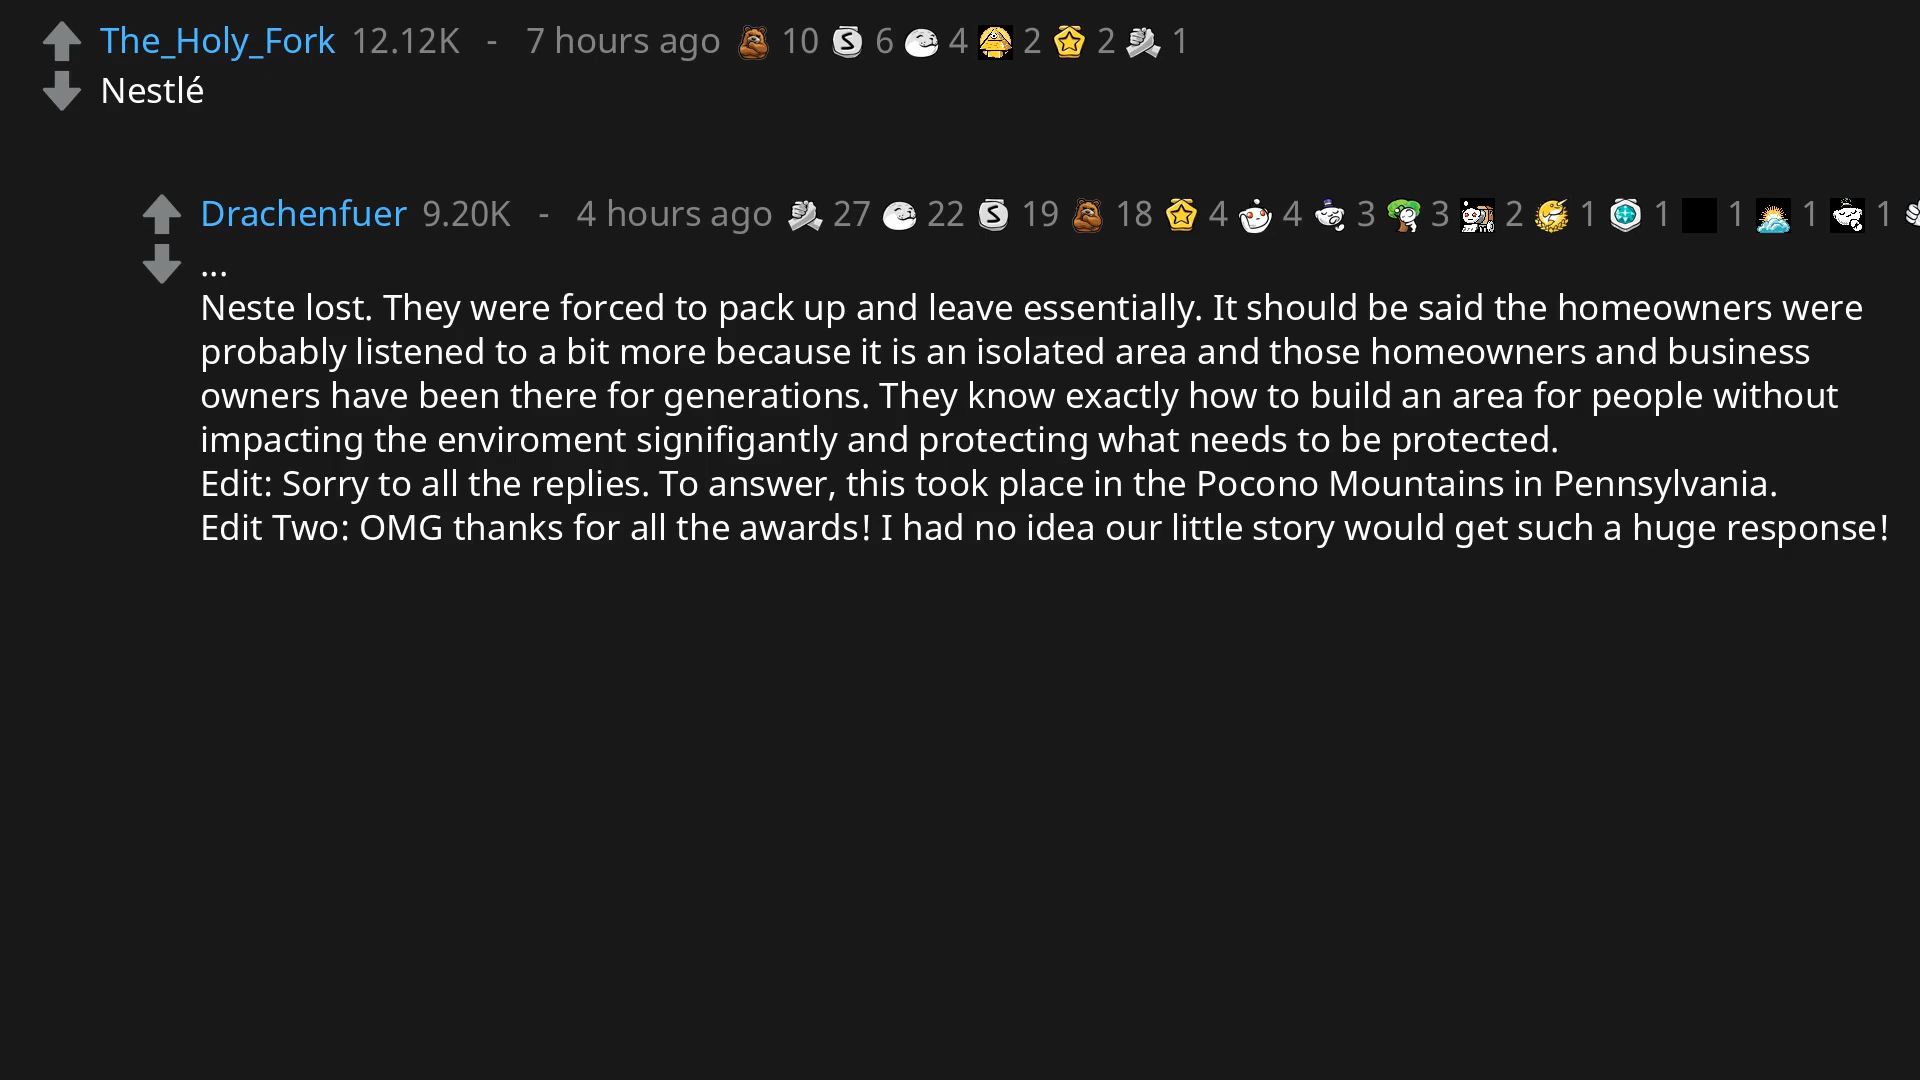 The_Holy_Fork 12.12K - 7 hours ago 10 6 4 2 2 1
Nestlé
Drachenfuer 9.20K - 4 hours ago 27 22 19 18 4 4 3 3 2 1 1 1 1 1
...
Neste lost. They were forced to pack up and leave essentially. It should be said the homeowners were
probably listened to a bit more because it is an isolated area and those homeowners and business
owners have been there for generations. They know exactly how to build an area for people without
impacting the enviroment signifigantly and protecting what needs to be protected.
Edit: Sorry to all the replies. To answer, this took place in the Pocono Mountains in Pennsylvania.
Edit Two: OMG thanks for all the awards! I had no idea our little story would get such a huge response!